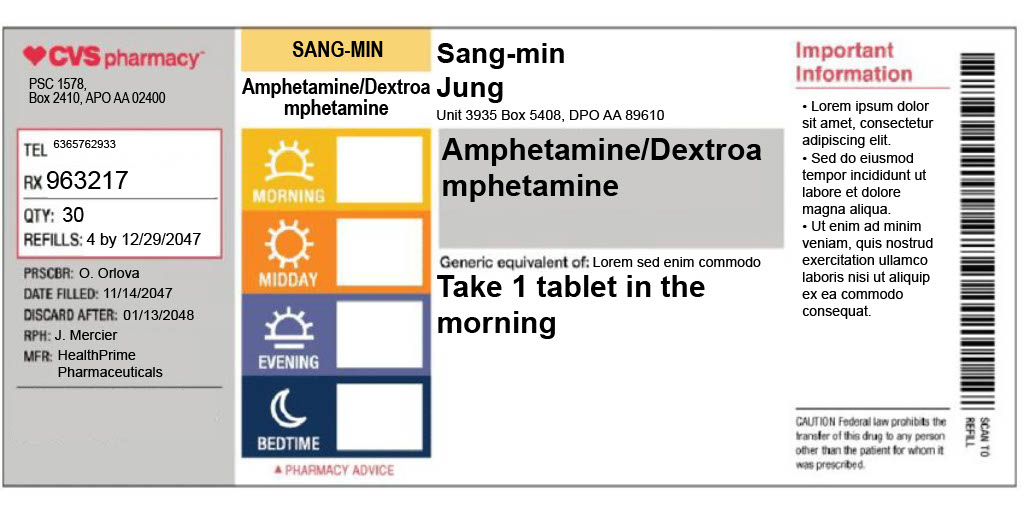 CVS pharmacy
PSC 1578,
Box 2410, APO AA 02400
TEL 6365762933
RX 963217
QTY: 30
REFILLS: 4 by 12/29/2047
PRSCBR: O. Orlova
DATE FILLED: 11/14/2047
DISCARD AFTER: 01/13/2048
RPH: J. Mercier
MFR: HealthPrime
Pharmaceuticals
SANG-MIN
Amphetamine/Dextroa
mphetamine
MORNING
MIDDAY
EVENING
BEDTIME
▲ PHARMACY ADVICE
Sang-min
Jung
Unit 3935 Box 5408, DPO AA 89610
Amphetamine/Dextroa
mphetamine
Generic equivalent of: Lorem sed enim commodo
Take 1 tablet in the
morning
Important
Information
• Lorem ipsum dolor
sit amet, consectetur
adipiscing elit.
• Sed do eiusmod
tempor incididunt ut
labore et dolore
magna aliqua.
• Ut enim ad minim
veniam, quis nostrud
exercitation ullamco
laboris nisi ut aliquip
ex ea commodo
consequat.
CAUTION Federal law prohibits the
transfer of this drug to any person
other than the patient for whom it
was prescribed.
SCAN TO
REFILL